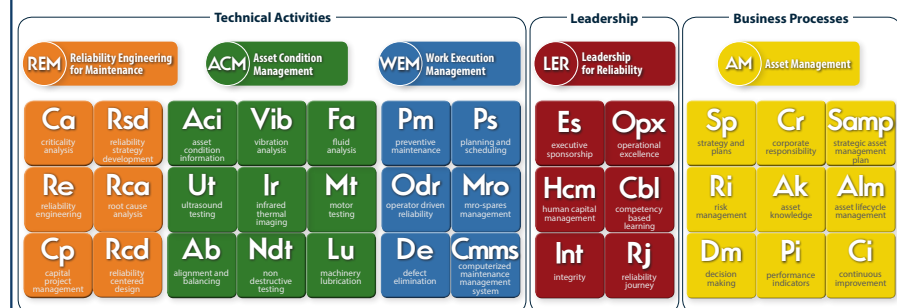 Technical Activities
Leadership
Business Processes
REM
Reliability Engineering
for Maintenance
ACM
Asset Condition
Management
WEM
Work Execution
Management
LER
Leadership
for Reliability
AM
Asset Management
Ca
criticality
analysis
Rsd
reliability
strategy
development
Aci
asset
condition
information
Vib
vibration
analysis
Fa
fluid
analysis
Pm
preventive
maintenance
Ps
planning and
scheduling
Es
executive
sponsorship
Opx
operational
excellence
Sp
strategy and
plans
Cr
corporate
responsibility
Samp
strategic asset
management
plan
Re
reliability
engineering
Rca
root cause
analysis
Ut
ultrasound
testing
Ir
infrared
thermal
imaging
Mt
motor
testing
Odr
operator driven
reliability
Mro
mro-spares
management
Hcm
human capital
management
Cbl
competency
based
learning
Ri
risk
management
Ak
asset
knowledge
Alm
asset lifecycle
management
Cp
capital
project
management
Rcd
reliability
centered
design
Ab
alignment and
balancing
Ndt
non
destructive
testing
Lu
machinery
lubrication
De
defect
elimination
Cmms
computerized
maintenance
management
system
Int
integrity
Rj
reliability
journey
Dm
decision
making
Pi
performance
indicators
Ci
continuous
improvement